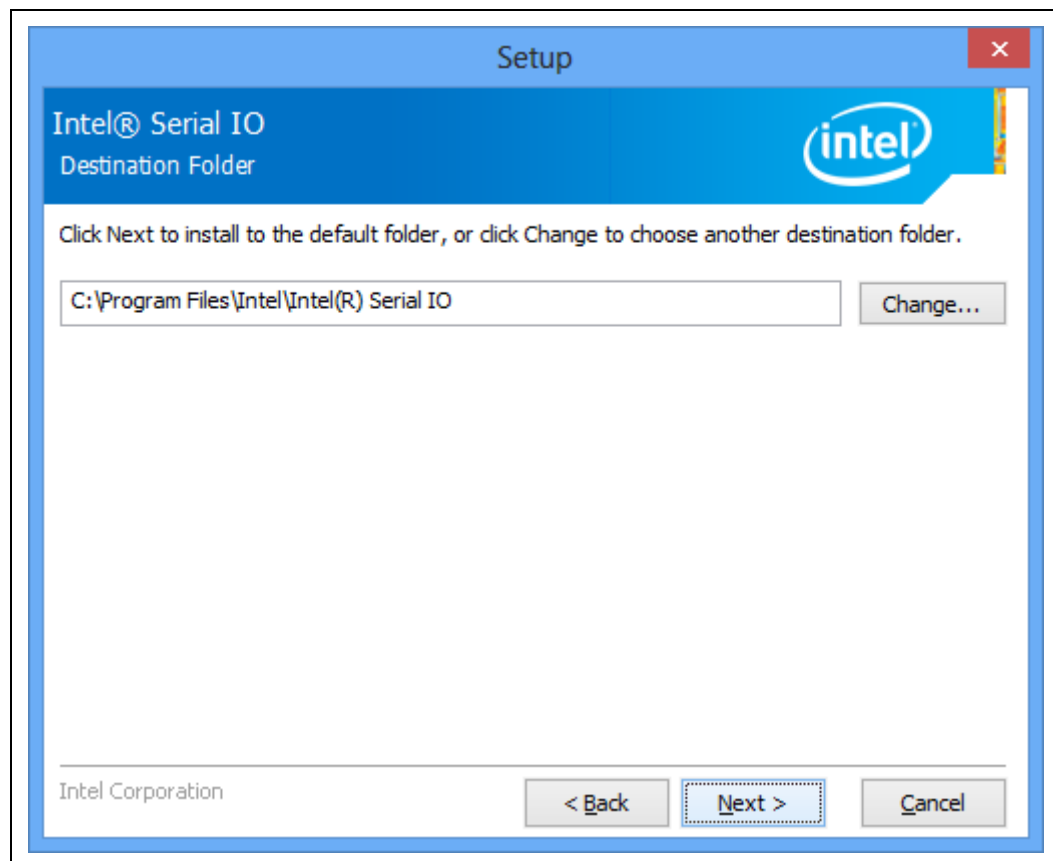 Setup
Intel® Serial IO
Destination Folder
intel
Click Next to install to the default folder, or click Change to choose another destination folder.
C:\Program Files\Intel\Intel(R) Serial IO
Change...
Intel Corporation
< Back
Next >
Cancel